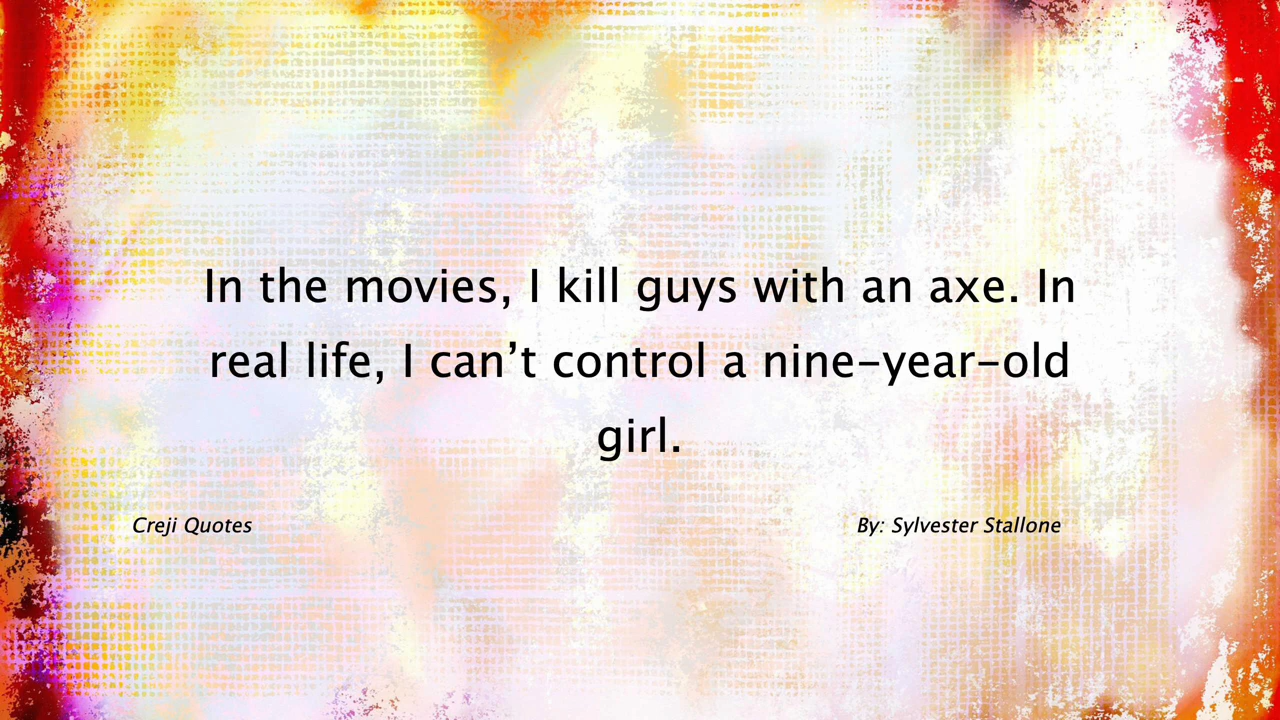 In the movies, I kill guys with an axe. In
real life, I can’t control a nine-year-old
girl.
Creji Quotes
By: Sylvester Stallone